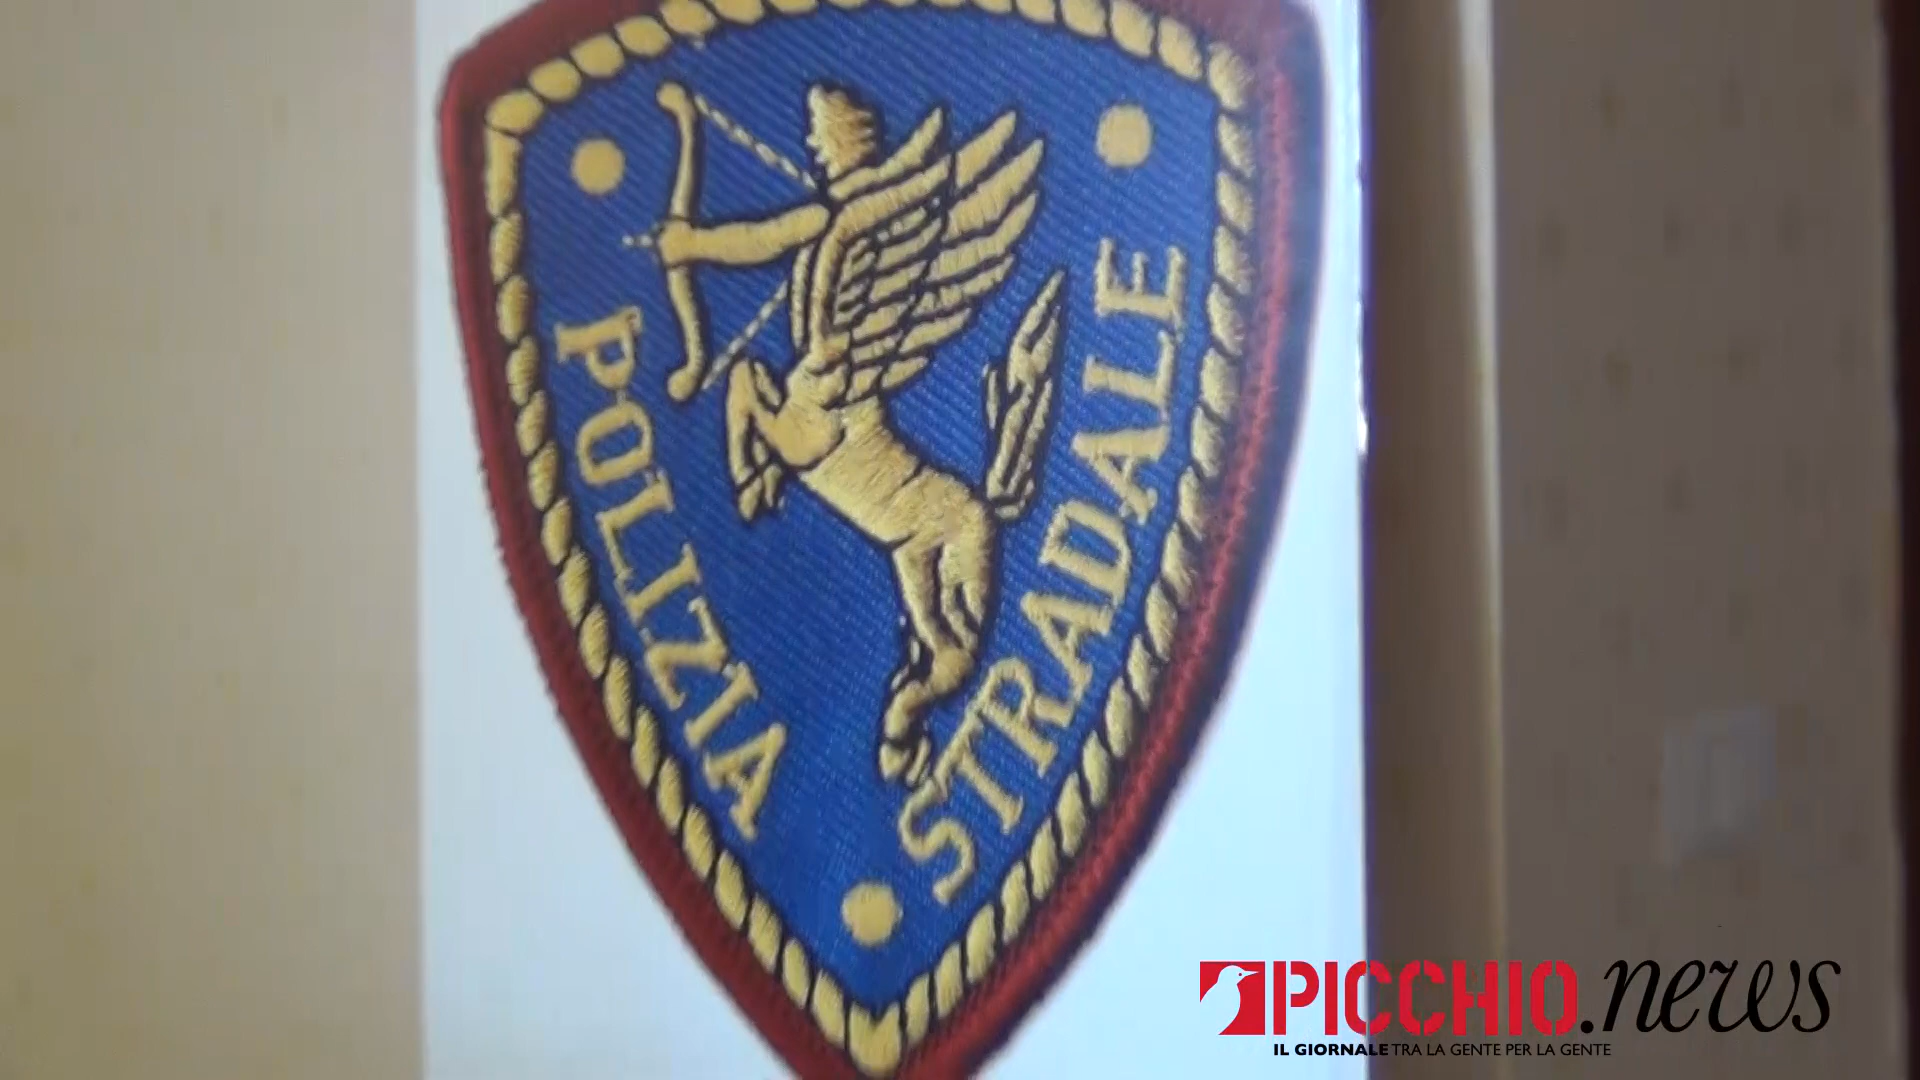 POLIZIA
STRADALE
PICCHIO.news
IL GIORNALE TRA LA GENTE PER LA GENTE